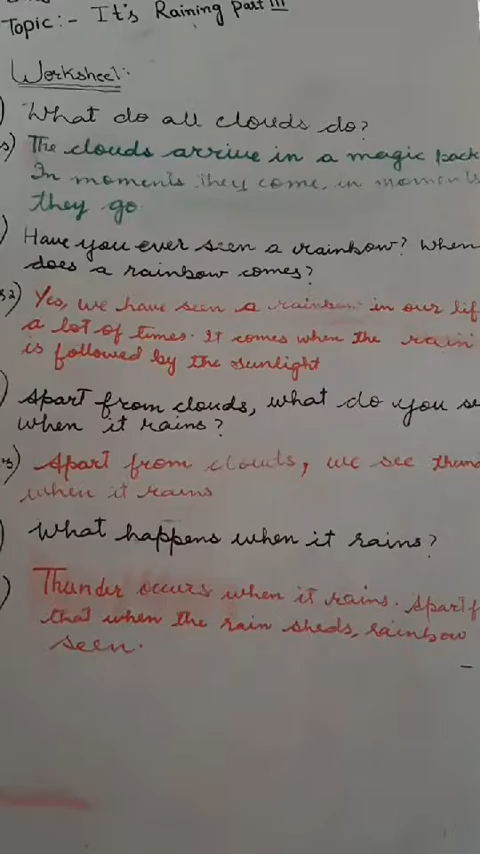 Topic:- It's Raining Part III
Worksheet:
) What do all clouds do?
s) The clouds arrive in a magic pack
In moments they come, in moments
they go
) Have you ever seen a rainbow? When
does a rainbow comes?
s2) Yes, we have seen a rainbow in our lif
a lot of times. It comes when the rain
is followed by the sunlight
) Apart from clouds, what do you se
when it rains?
s) Apart from clouds, we see thun
when it rains
) What happens when it rains?
) Thunder occurs when it rains. Apart f
that when the rain sheds, rainbow
seen.